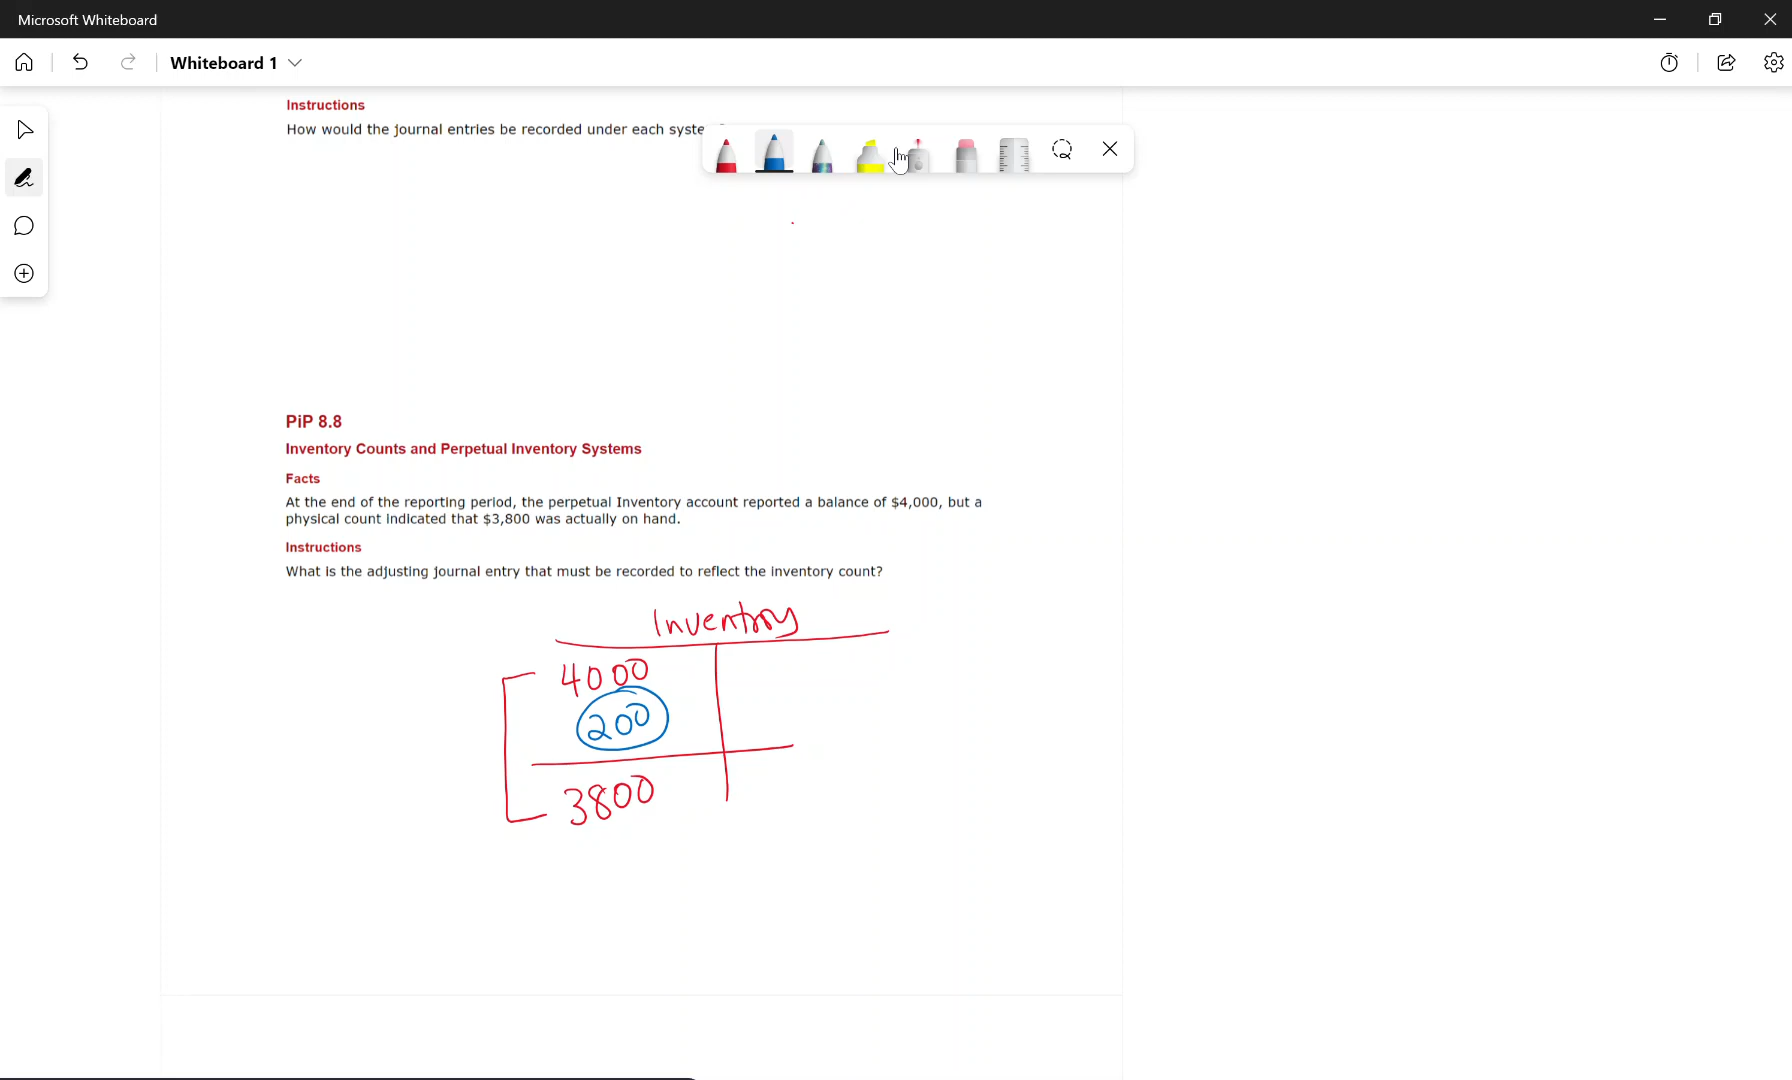 Microsoft Whiteboard
Whiteboard 1
Instructions
How would the journal entries be recorded under each syste
PiP 8.8
Inventory Counts and Perpetual Inventory Systems
Facts
At the end of the reporting period, the perpetual Inventory account reported a balance of $4,000, but a
physical count indicated that $3,800 was actually on hand.
Instructions
What is the adjusting journal entry that must be recorded to reflect the inventory count?
Inventroy
4000
200
3800